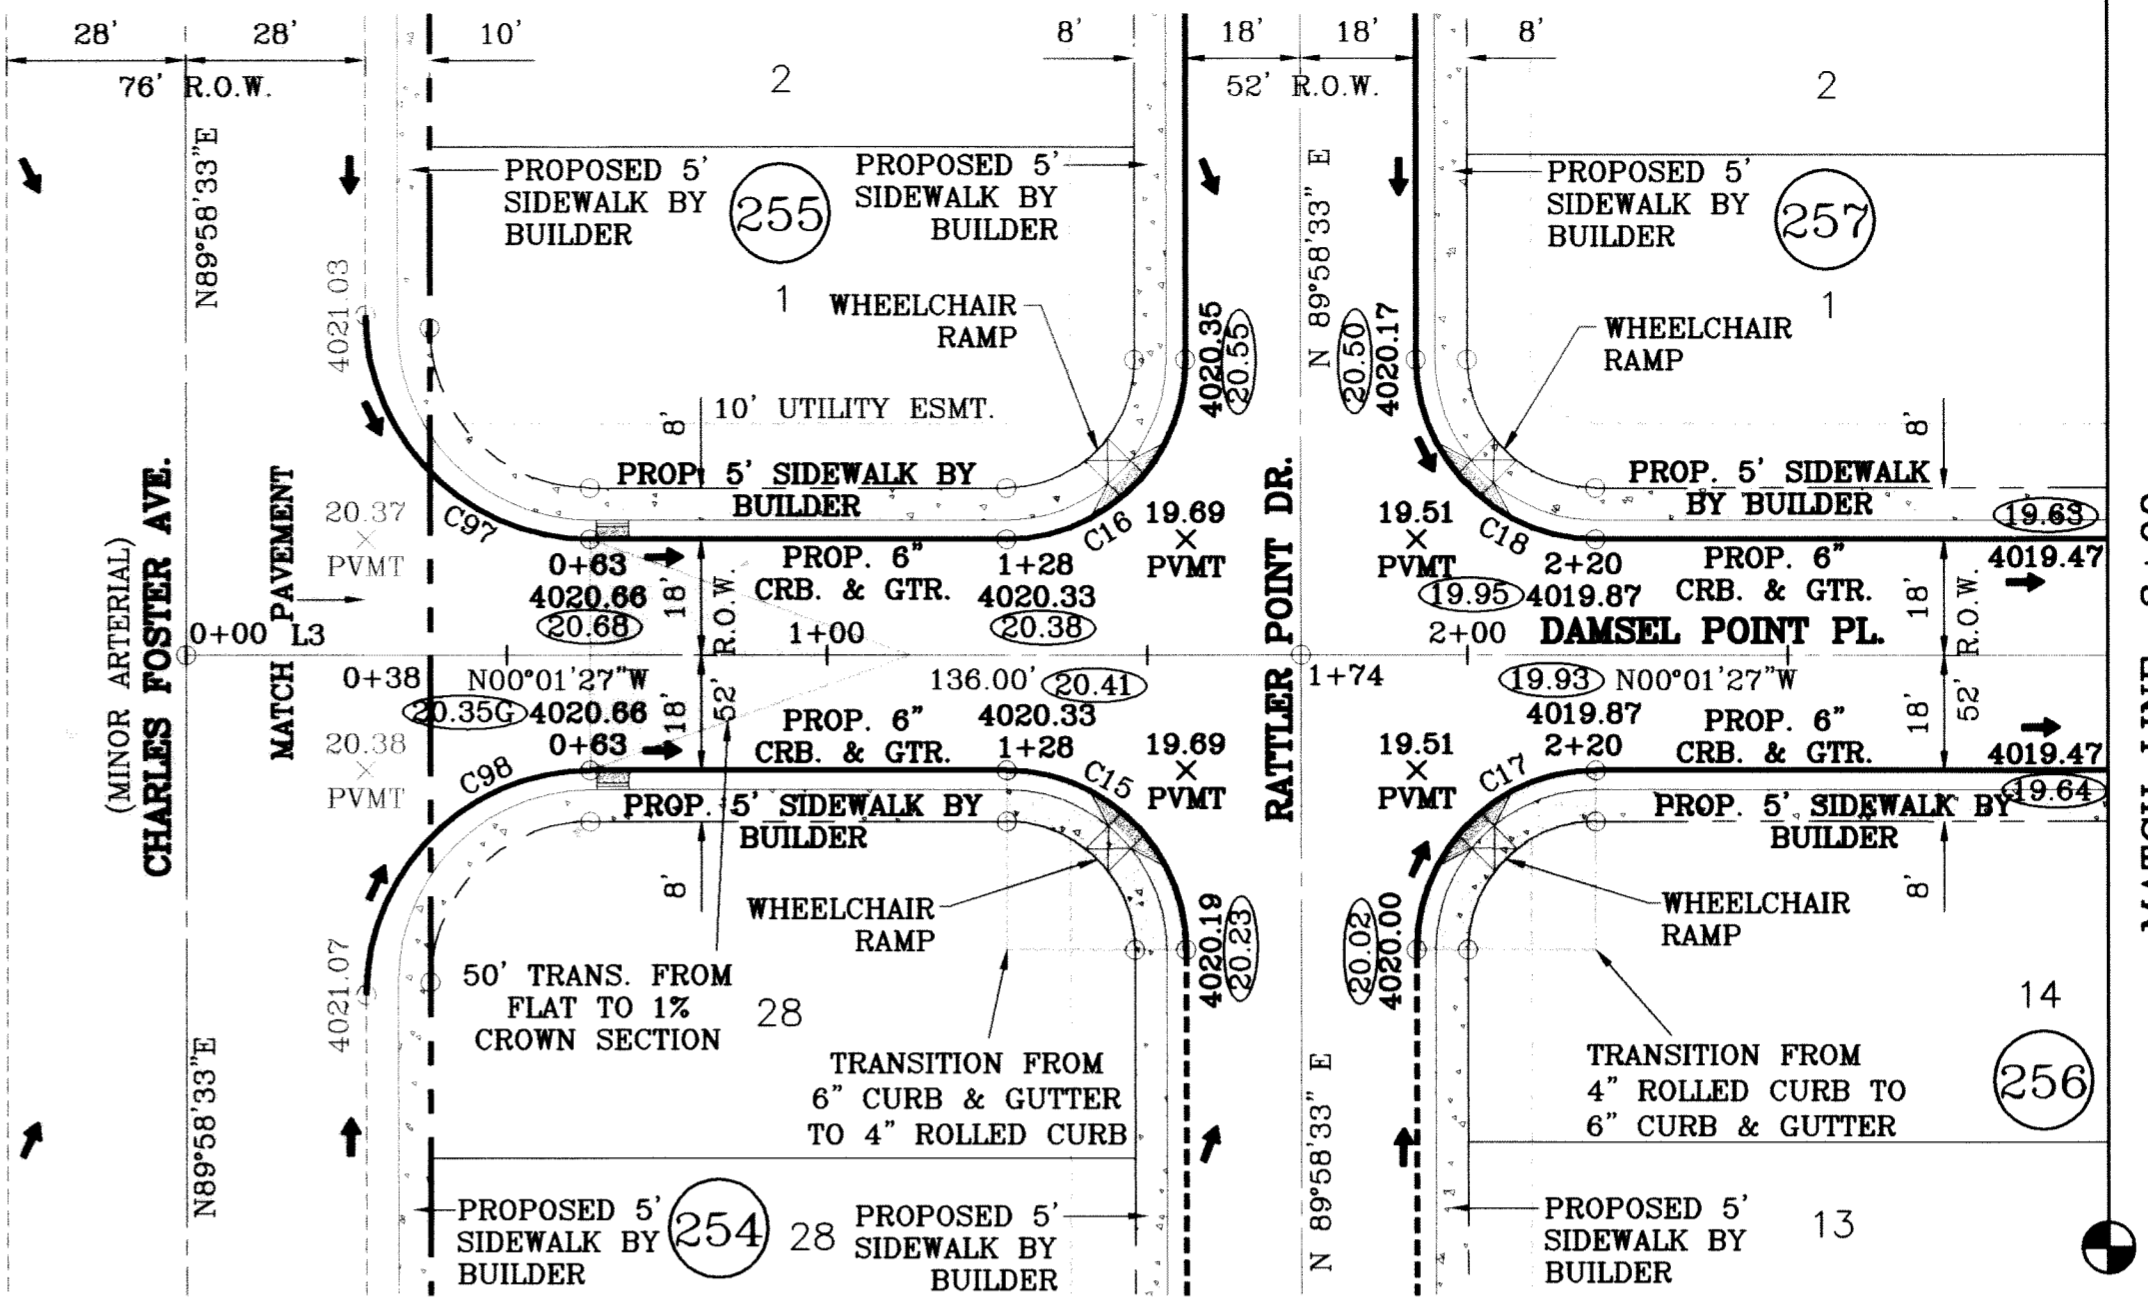 28'
28'
10'
8'
18'
18'
8'
76' R.O.W.
52' R.O.W.
2
2
N89°58'33"E
N 89°58'33" E
PROPOSED 5'
SIDEWALK BY
BUILDER
255
PROPOSED 5'
SIDEWALK BY
BUILDER
PROPOSED 5'
SIDEWALK BY
BUILDER
257
1
1
WHEELCHAIR
RAMP
WHEELCHAIR
RAMP
4021.03
4020.35
20.55
20.50
4020.17
8'
10' UTILITY ESMT.
8'
PROP. 5' SIDEWALK BY
BUILDER
PROP. 5' SIDEWALK
BY BUILDER
(MINOR ARTERIAL)
CHARLES FOSTER AVE.
MATCH PAVEMENT
20.37
PVMT
C97
C16
19.69
PVMT
RATTLER POINT DR.
19.51
PVMT
C18
19.63
0+63
4020.66
20.68
18'
R.O.W.
PROP. 6"
CRB. & GTR.
1+28
4020.33
20.38
19.95
2+20
4019.87
PROP. 6"
CRB. & GTR.
4019.47
18'
R.O.W.
0+00
L3
1+00
2+00
DAMSEL POINT PL.
0+38
N00°01'27"W
136.00'
20.41
1+74
19.93
N00°01'27"W
20.35G
4020.66
0+63
18'
52'
PROP. 6"
CRB. & GTR.
4020.33
1+28
4019.87
2+20
PROP. 6"
CRB. & GTR.
18'
52'
4019.47
19.64
20.38
PVMT
C98
C15
19.69
PVMT
19.51
PVMT
C17
PROP. 5' SIDEWALK BY
BUILDER
PROP. 5' SIDEWALK BY
BUILDER
8'
8'
WHEELCHAIR
RAMP
WHEELCHAIR
RAMP
4021.07
4020.19
20.23
20.02
4020.00
50' TRANS. FROM
FLAT TO 1%
CROWN SECTION
28
14
TRANSITION FROM
6" CURB & GUTTER
TO 4" ROLLED CURB
TRANSITION FROM
4" ROLLED CURB TO
6" CURB & GUTTER
256
N89°58'33"E
N 89°58'33" E
PROPOSED 5'
SIDEWALK BY
BUILDER
254
28
PROPOSED 5'
SIDEWALK BY
BUILDER
PROPOSED 5'
SIDEWALK BY
BUILDER
13